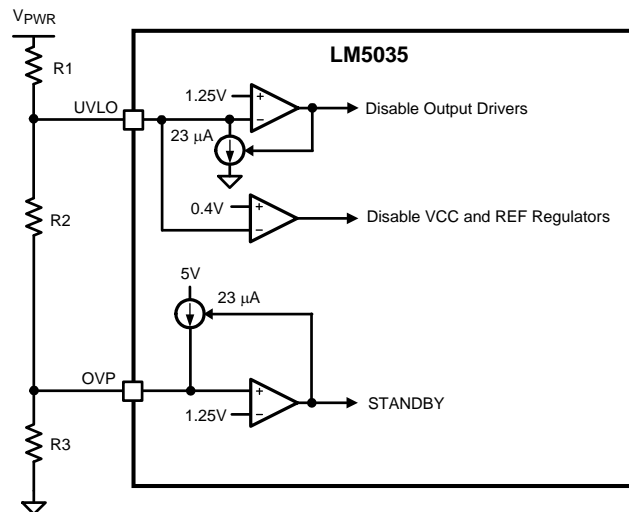 VPWR
R1
LM5035
UVLO
1.25V
+
−
Disable Output Drivers
23 μA
R2
0.4V
+
−
Disable VCC and REF Regulators
5V
23 μA
OVP
+
−
1.25V
STANDBY
R3